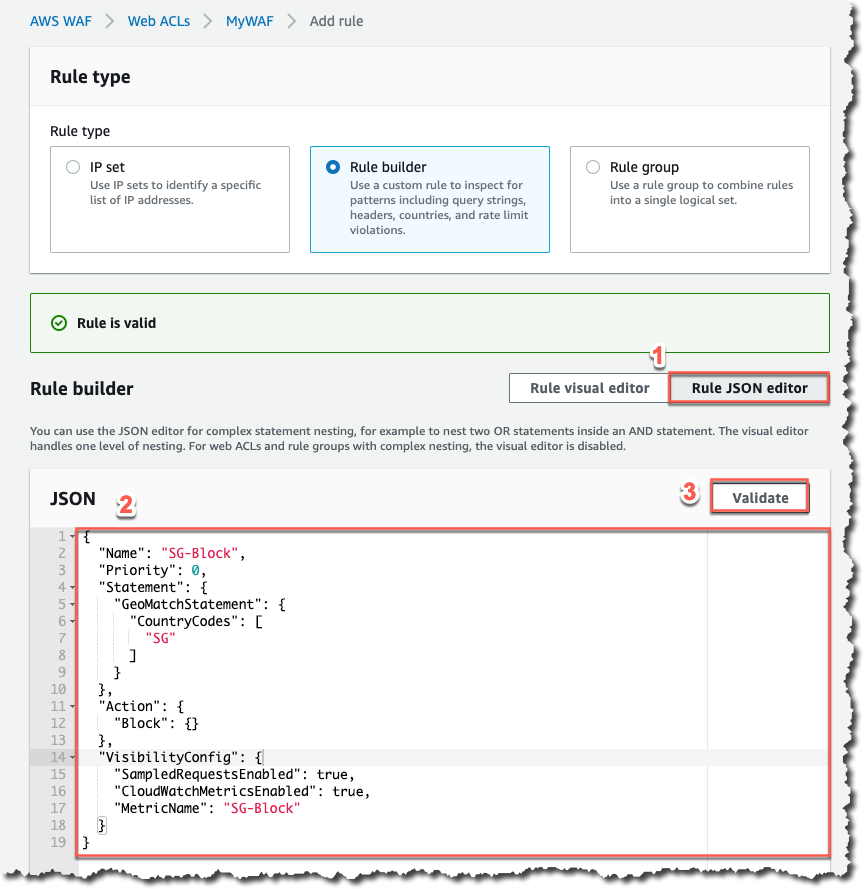 AWS WAF > Web ACLs > MyWAF > Add rule
Rule type
Rule type
IP set
Use IP sets to identify a specific
list of IP addresses.
Rule builder
Use a custom rule to inspect for
patterns including query strings,
headers, countries, and rate limit
violations.
Rule group
Use a rule group to combine rules
into a single logical set.
Rule is valid
1
Rule builder
Rule visual editor
Rule JSON editor
You can use the JSON editor for complex statement nesting, for example to nest two OR statements inside an AND statement. The visual editor
handles one level of nesting. For web ACLs and rule groups with complex nesting, the visual editor is disabled.
JSON
2
3
Validate
1 {
2 "Name": "SG-Block",
3 "Priority": 0,
4 "Statement": {
5 "GeoMatchStatement": {
6 "CountryCodes": [
7 "SG"
8 ]
9 }
10 },
11 "Action": {
12 "Block": {}
13 },
14 "VisibilityConfig": {
15 "SampledRequestsEnabled": true,
16 "CloudWatchMetricsEnabled": true,
17 "MetricName": "SG-Block"
18 }
19 }